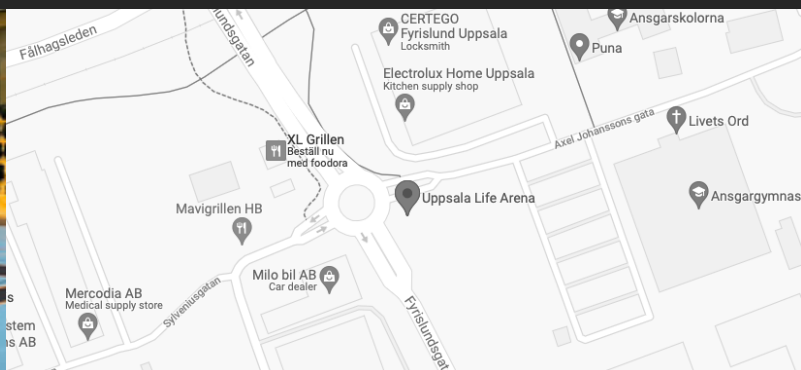 CERTEGO
Fyrislund Uppsala
Locksmith
Ansgarskolorna
Puna
Fålhagsleden
undsgatan
Electrolux Home Uppsala
Kitchen supply shop
Livets Ord
Axel Johanssons gata
XL Grillen
Beställ nu
med foodora
Uppsala Life Arena
Ansgargymnas
Mavigrillen HB
Milo bil AB
Car dealer
Mercodia AB
Medical supply store
Sylveniusgatan
Fyrislundsgat
s
stem
ns AB